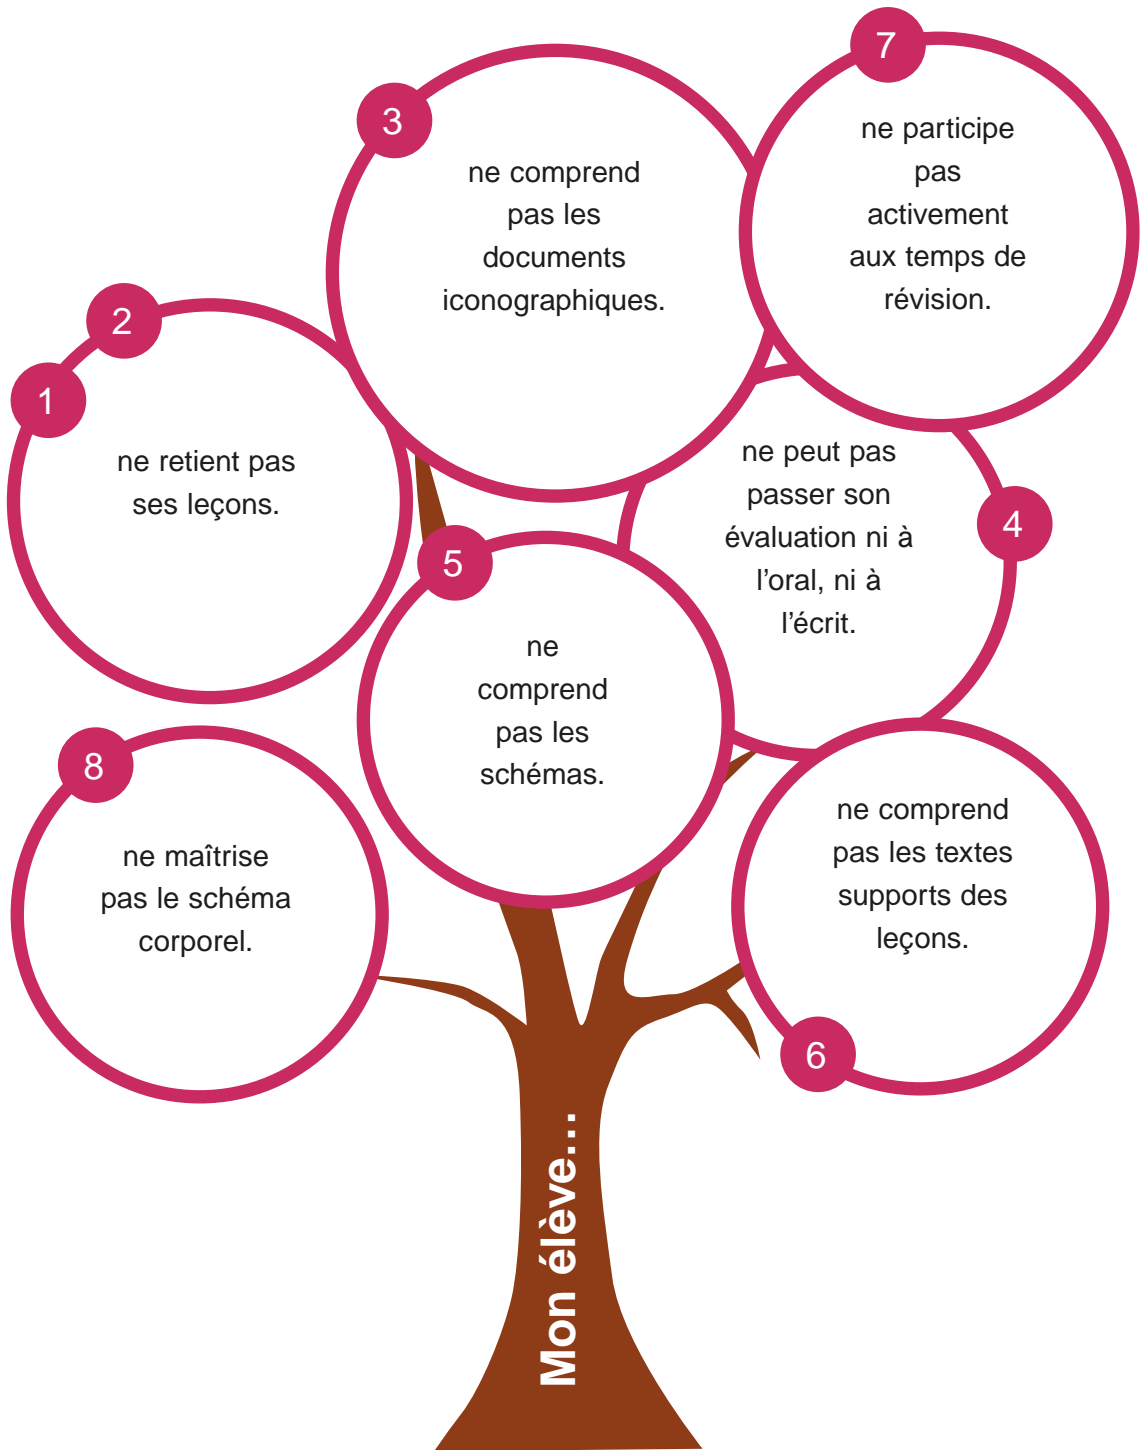 1
2
ne retient pas
ses leçons.
3
ne comprend
pas les
documents
iconographiques.
7
ne participe
pas
activement
aux temps de
révision.
4
ne peut pas
passer son
évaluation ni à
l’oral, ni à
l’écrit.
5
ne
comprend
pas les
schémas.
8
ne maîtrise
pas le schéma
corporel.
6
ne comprend
pas les textes
supports des
leçons.
Mon élève…